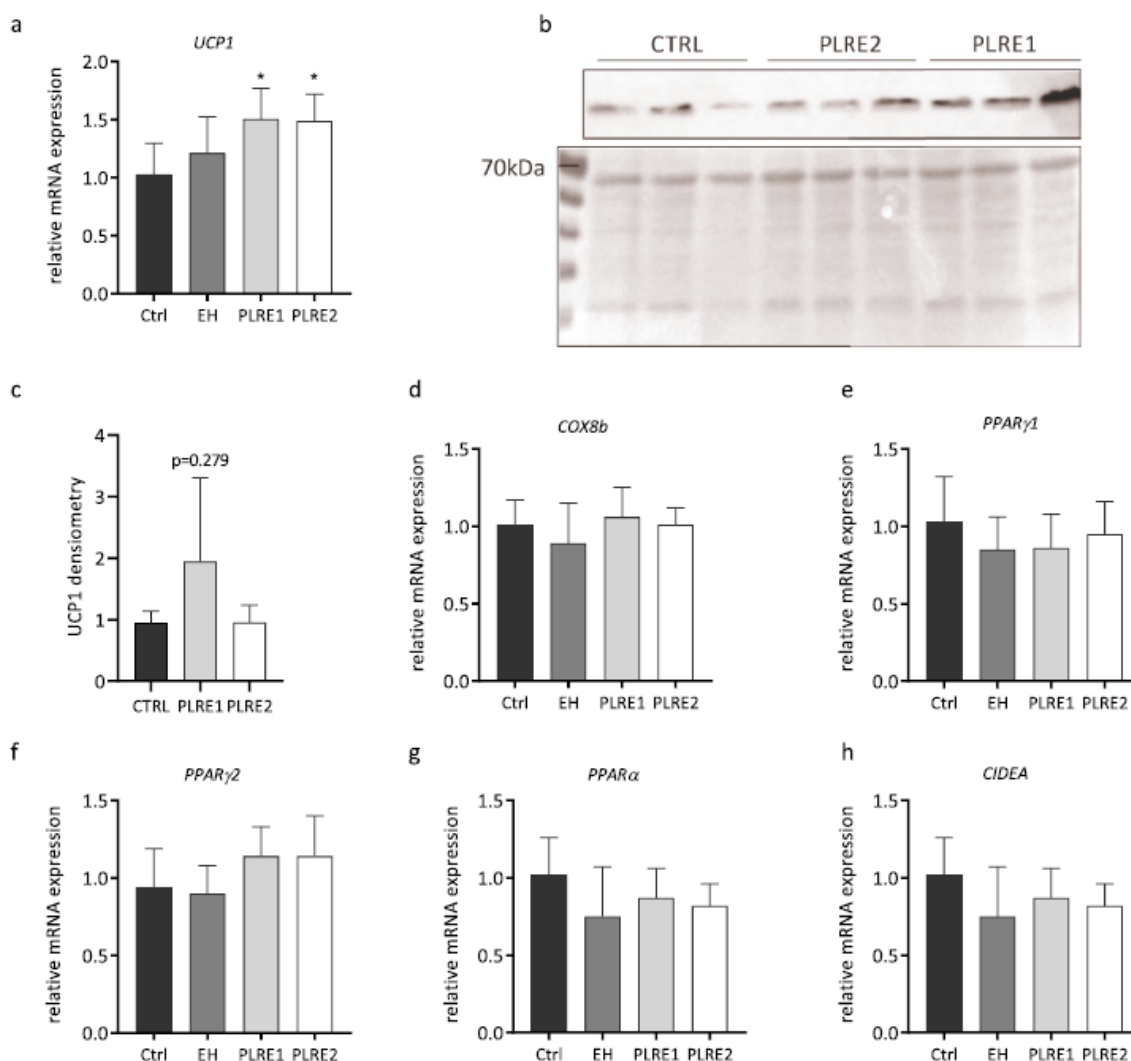 a
UCP1
relative mRNA expression
2.0
1.5
1.0
0.5
0.0
* *
Ctrl EH PLRE1 PLRE2
b
CTRL PLRE2 PLRE1
70kDa
c
UCP1 densiometry
4
3
2
1
0
p=0.279
CTRL PLRE1 PLRE2
d
COX8b
relative mRNA expression
1.5
1.0
0.5
0.0
Ctrl EH PLRE1 PLRE2
e
PPARγ1
relative mRNA expression
1.5
1.0
0.5
0.0
Ctrl EH PLRE1 PLRE2
f
PPARγ2
relative mRNA expression
1.5
1.0
0.5
0.0
Ctrl EH PLRE1 PLRE2
g
PPARα
relative mRNA expression
1.5
1.0
0.5
0.0
Ctrl EH PLRE1 PLRE2
h
CIDEA
relative mRNA expression
1.5
1.0
0.5
0.0
Ctrl EH PLRE1 PLRE2